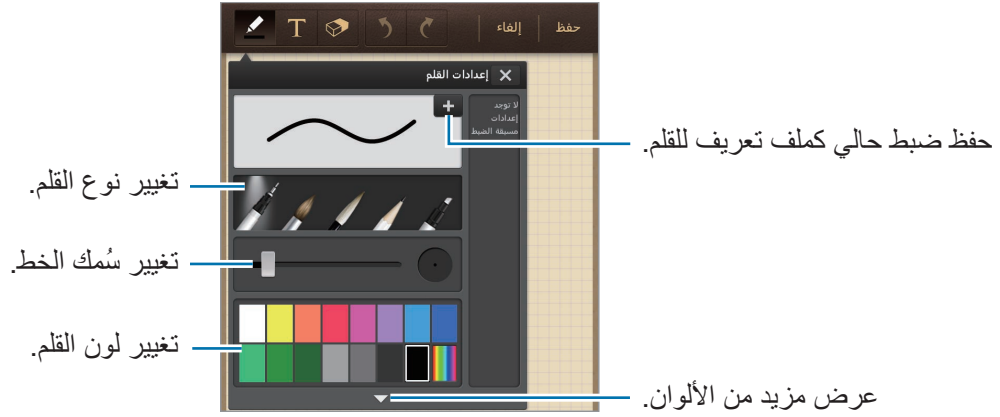 حفظ
إلغاء
T
إعدادات القلم
لا توجد
إعدادات
مسبقة الضبط
حفظ ضبط حالي كملف تعريف للقلم.
تغيير نوع القلم.
تغيير سُمك الخط.
تغيير لون القلم.
عرض مزيد من الألوان.